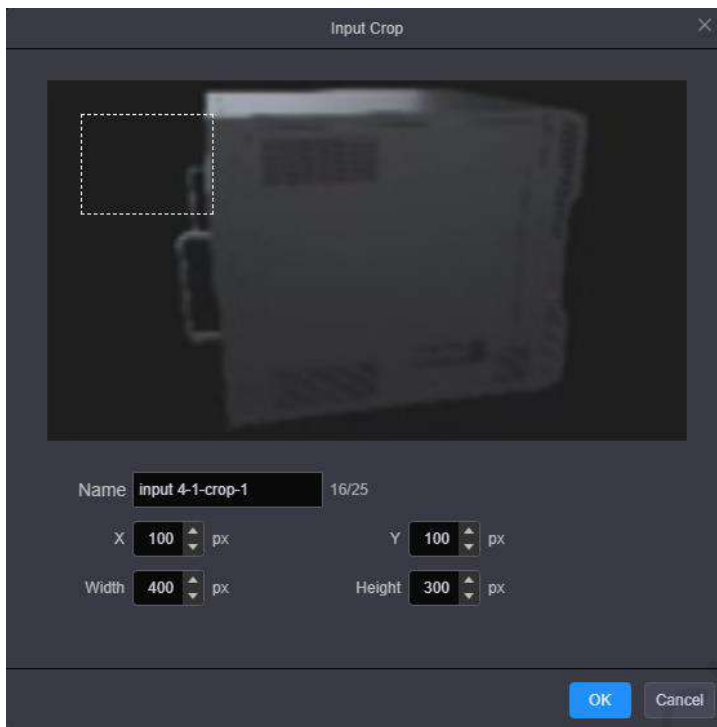 Input Crop
Name input 4-1-crop-1 16/25
X 100 px Y 100 px
Width 400 px Height 300 px
OK Cancel